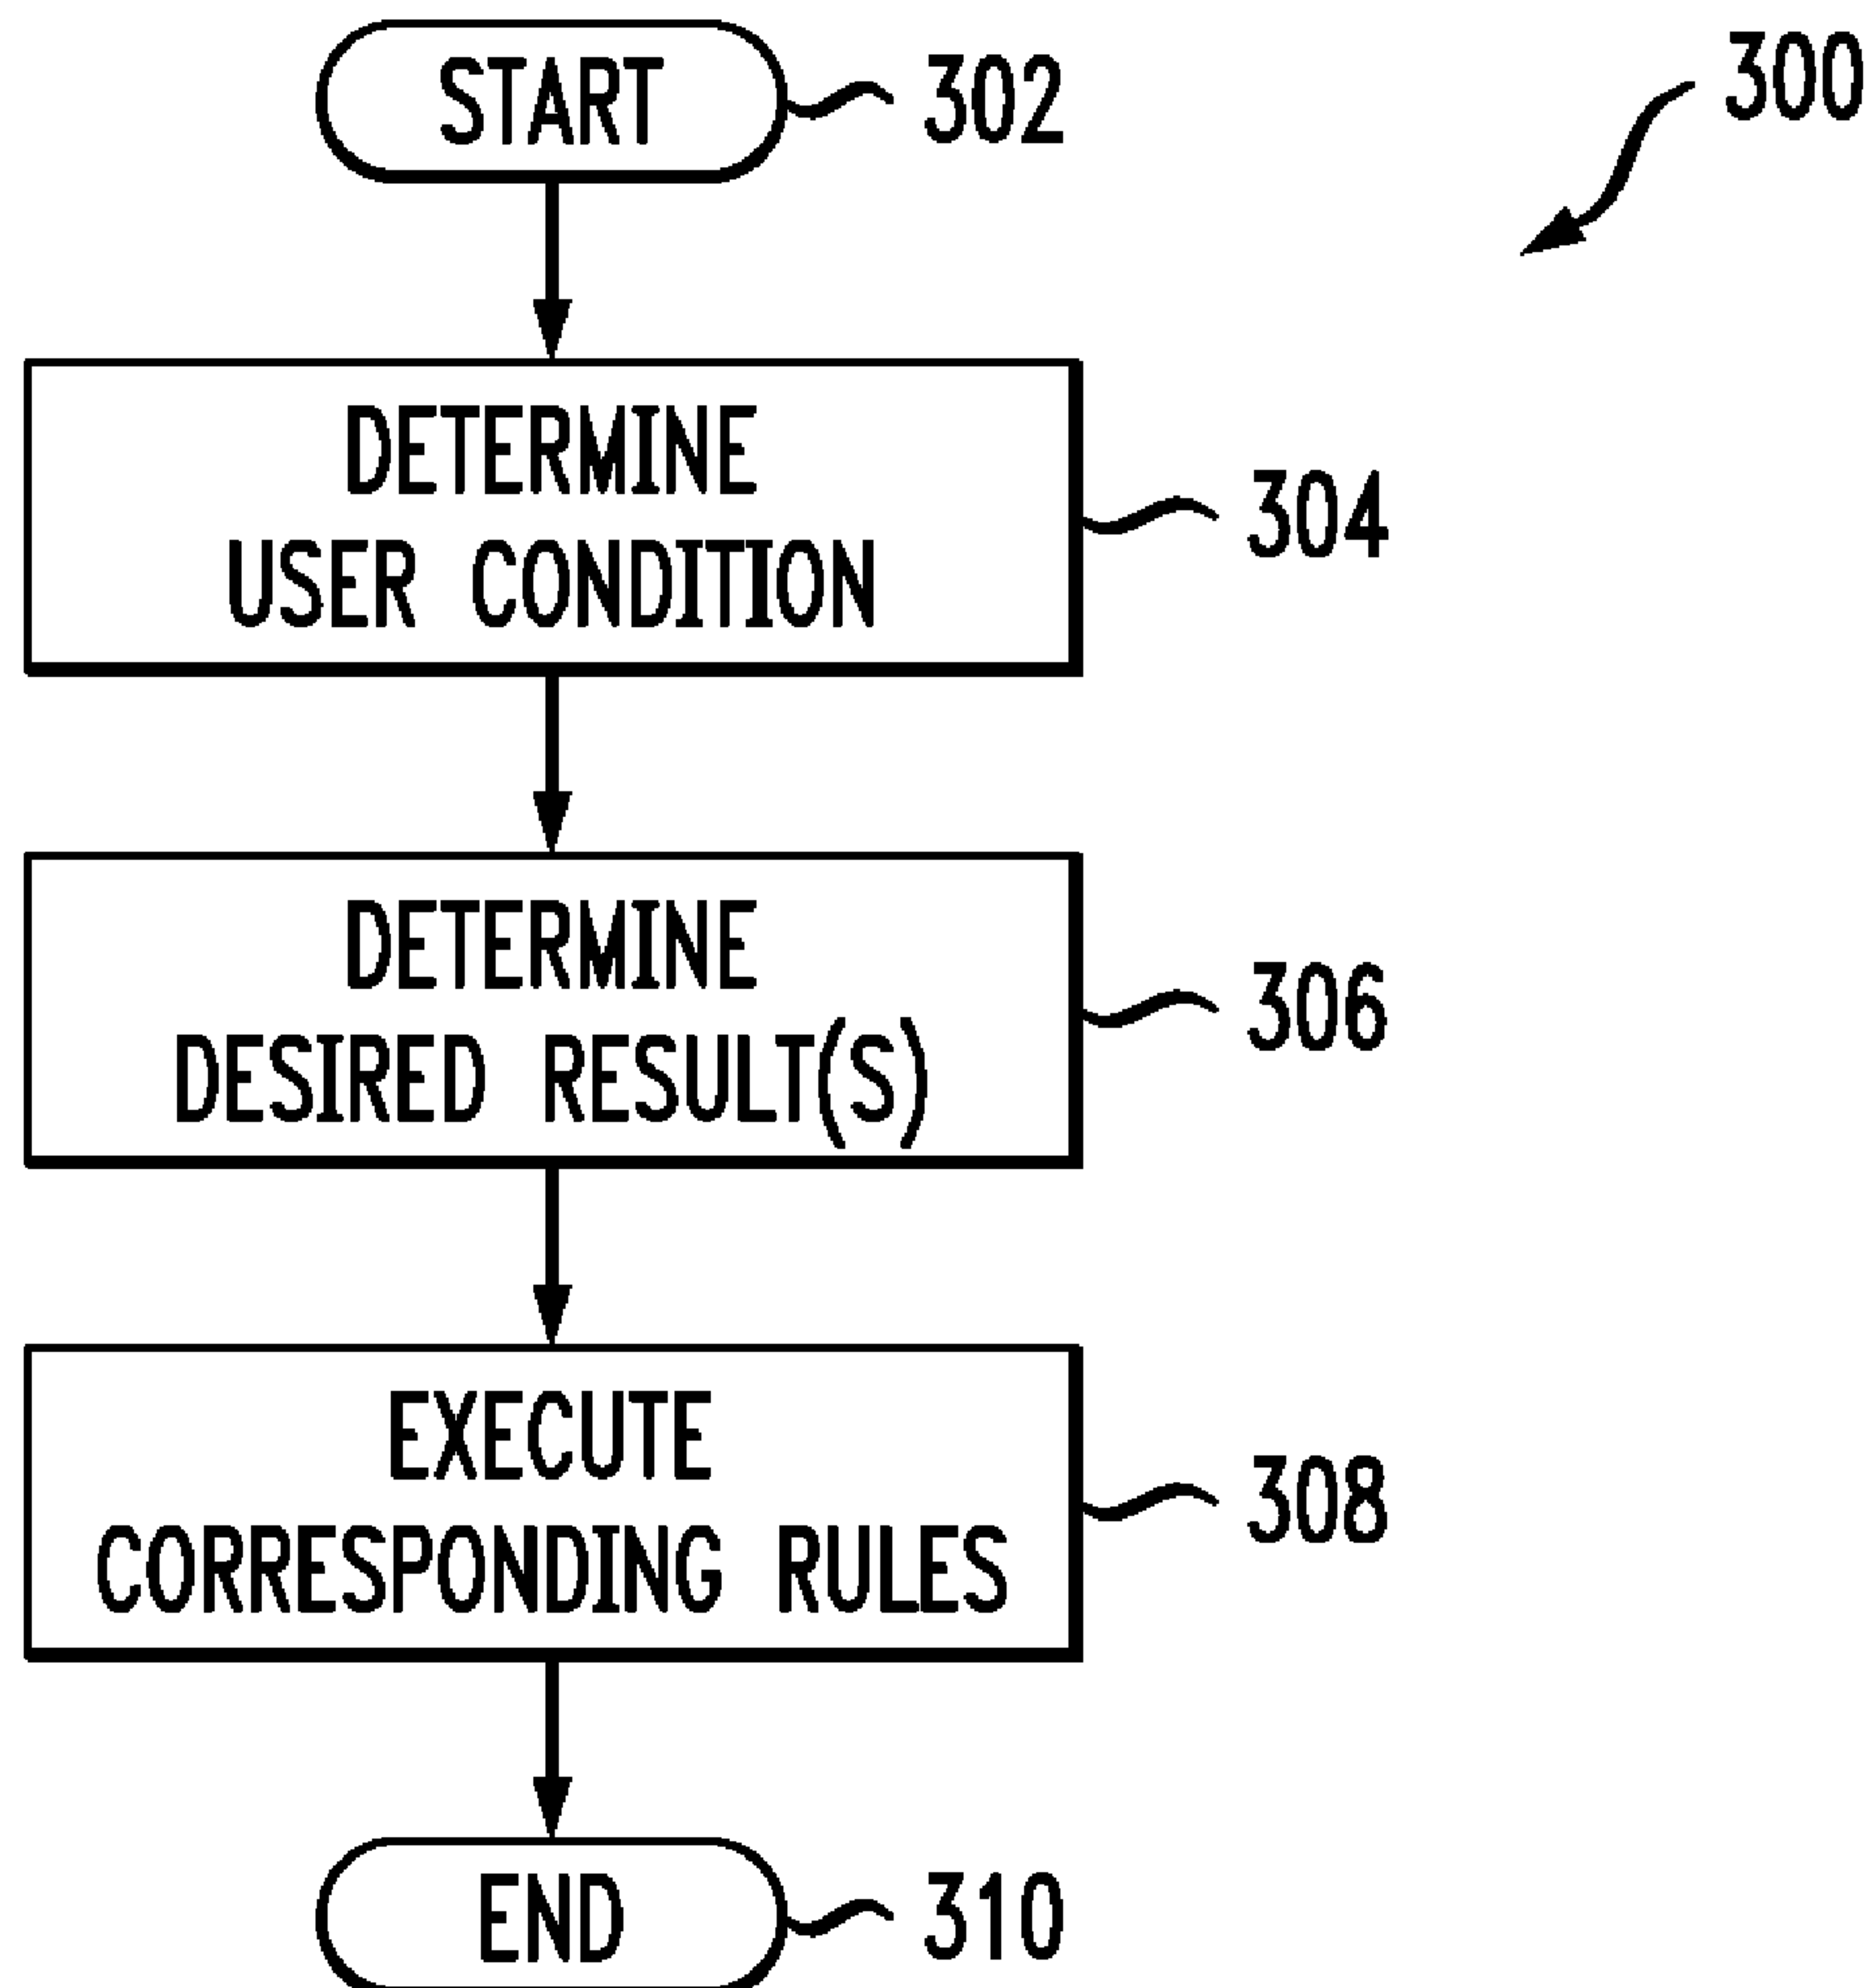 START
302
300
DETERMINE
USER CONDITION
304
DETERMINE
DESIRED RESULT(S)
306
EXECUTE
CORRESPONDING RULES
308
END
310